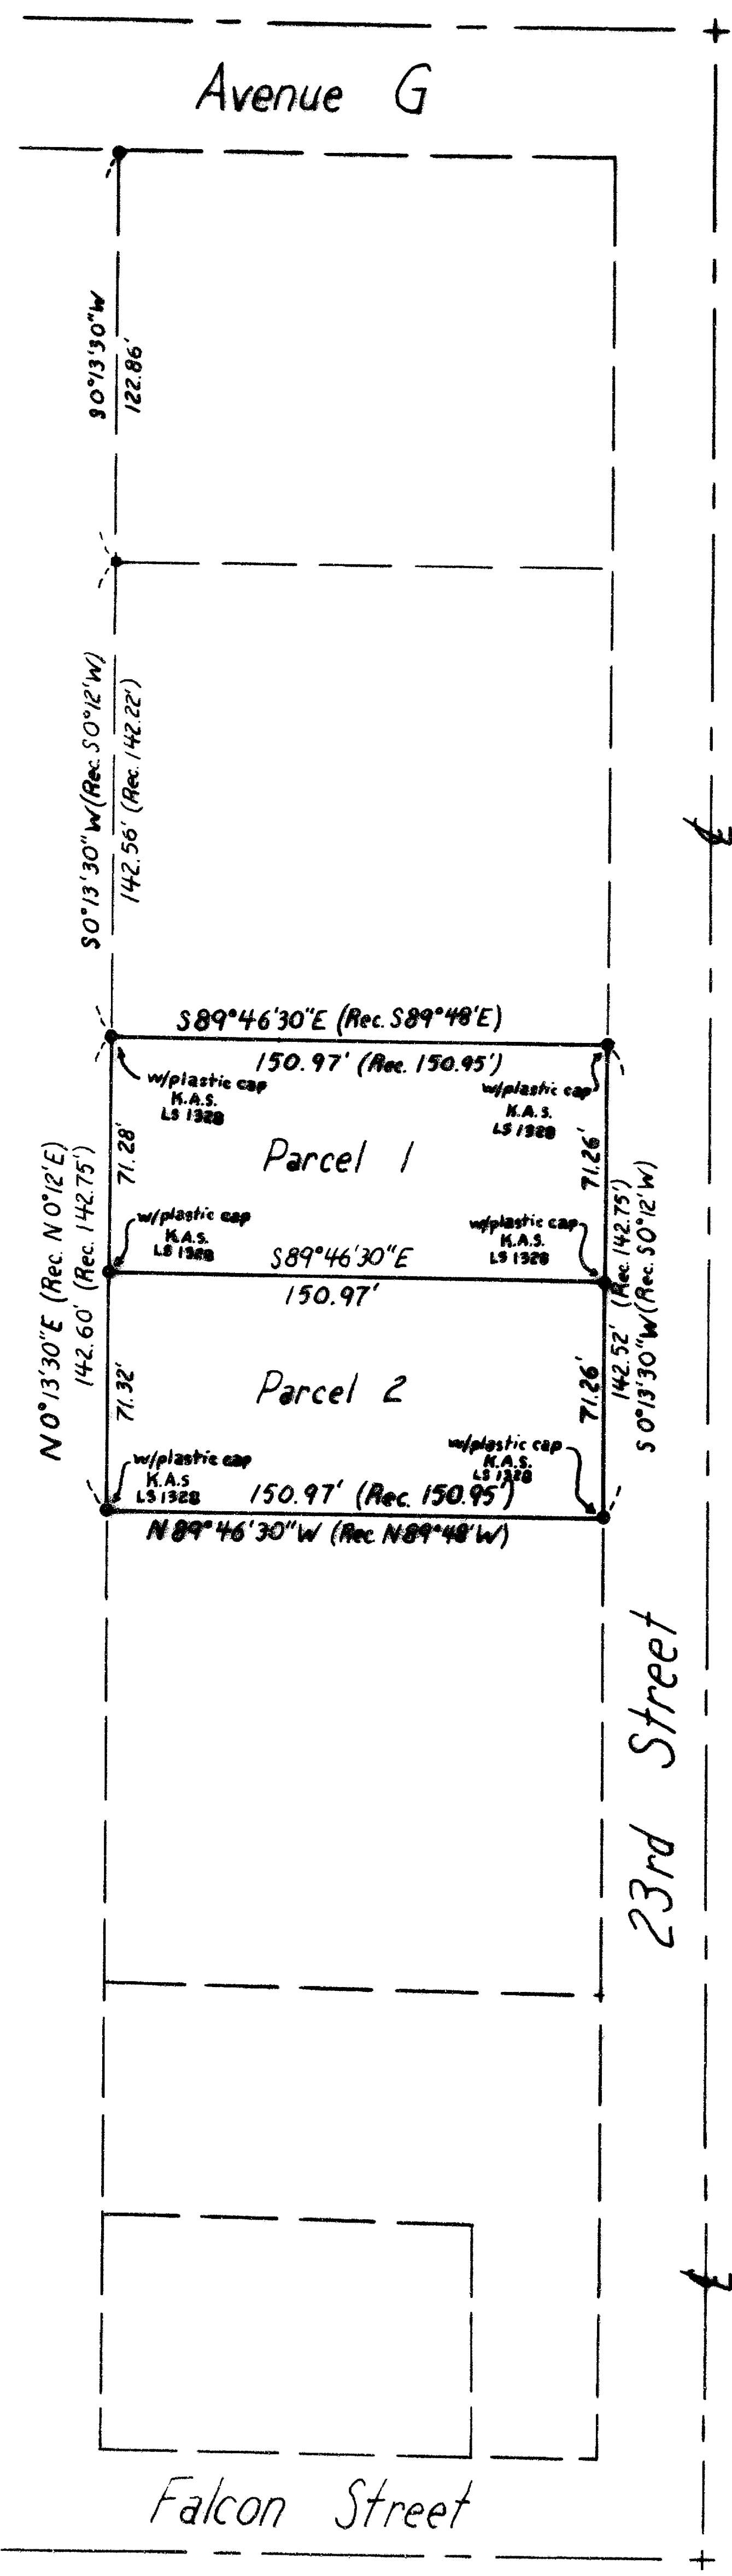 Avenue G
S0°13'30"W
122.86'
S0°13'30"W (Rec. S0°12'W)
142.56' (Rec. 142.22')
℄
S89°46'30"E (Rec. S89°48'E)
150.97' (Rec. 150.95')
w/plastic cap
K.A.S.
LS 1328
w/plastic cap
K.A.S.
LS 1328
71.28'
Parcel 1
71.26'
N0°13'30"E (Rec. N0°12'E)
142.60' (Rec. 142.75')
142.52' (Rec. 142.75')
S0°13'30"W (Rec. S0°12'W)
w/plastic cap
K.A.S.
LS 1328
w/plastic cap
K.A.S.
LS 1328
S89°46'30"E
150.97'
71.32'
Parcel 2
71.26'
w/plastic cap
K.A.S
LS 1328
w/plastic cap
K.A.S.
LS 1328
150.97' (Rec. 150.95')
N89°46'30"W (Rec N89°48'W)
23rd Street
℄
Falcon Street